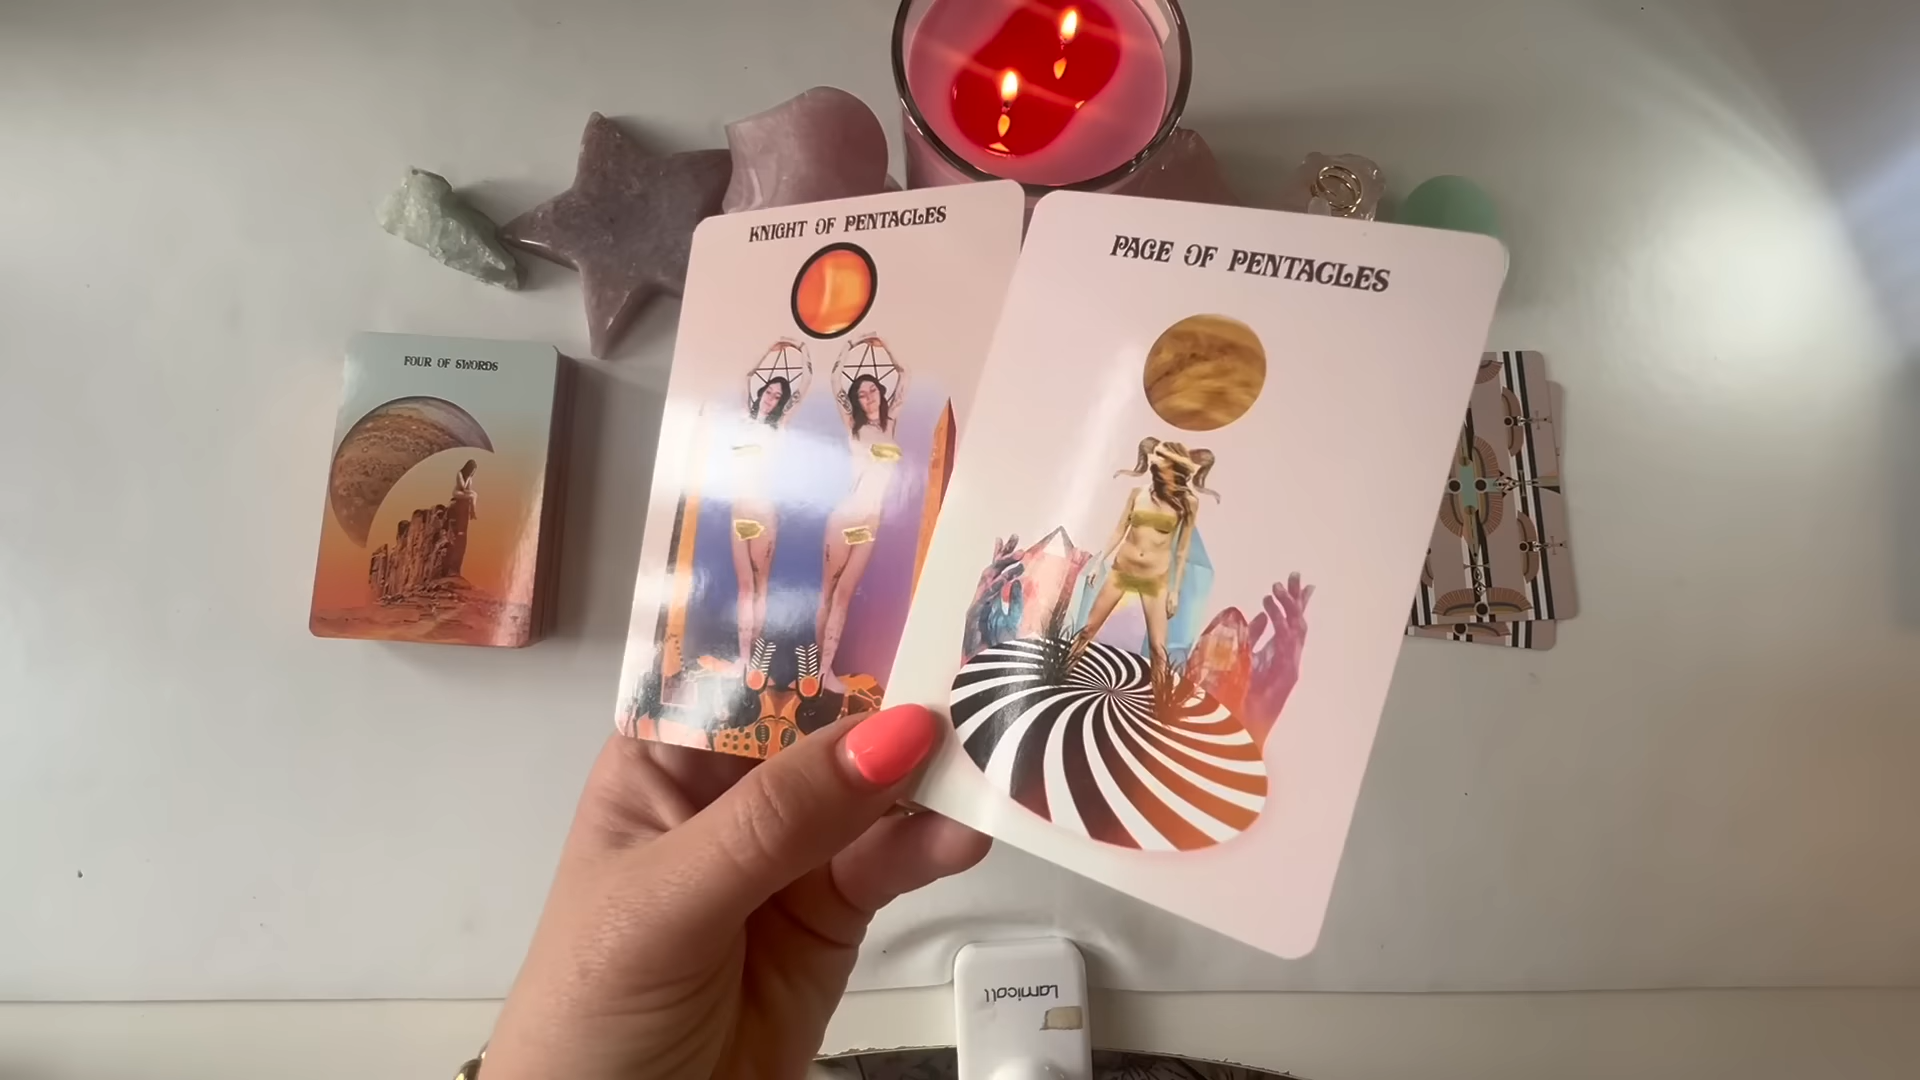 KNIGHT OF PENTACLES
PAGE OF PENTACLES
FOUR OF SWORDS
Lamicall